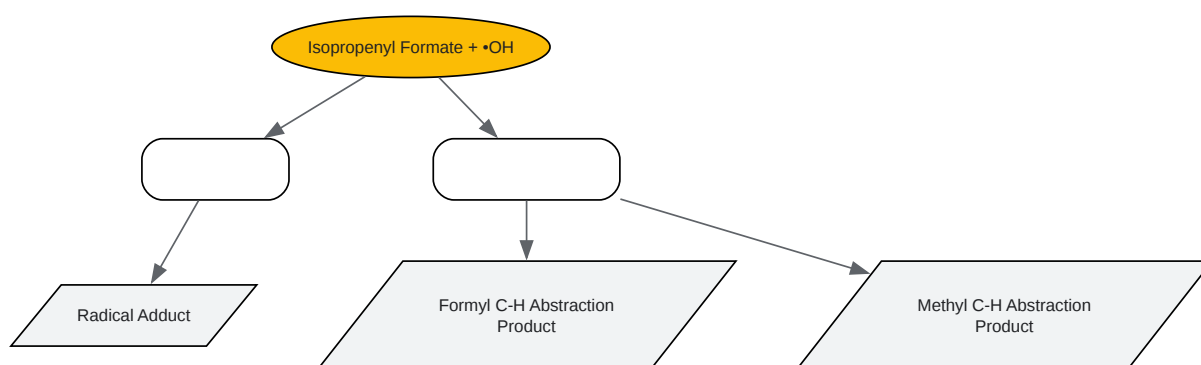 Isopropenyl Formate + •OH
Radical Adduct
Formyl C-H Abstraction
Product
Methyl C-H Abstraction
Product